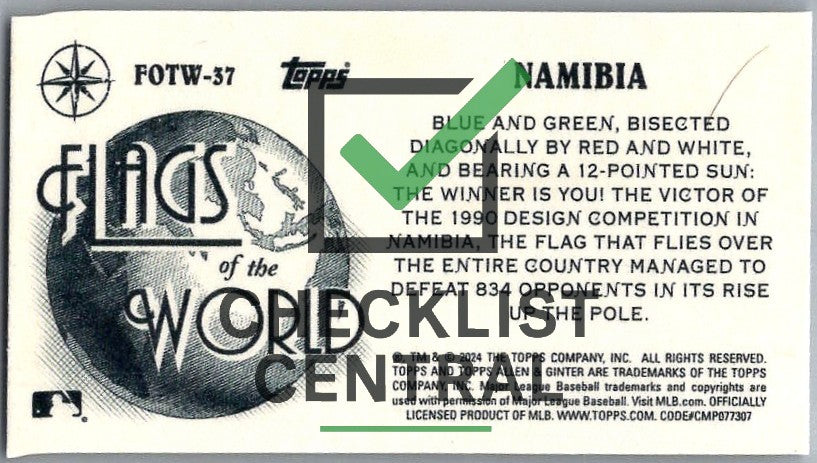 FOTW-37
topps
FLAGS
of the
WORLD
NAMIBIA
BLUE AND GREEN, BISECTED
DIAGONALLY BY RED AND WHITE,
AND BEARING A 12-POINTED SUN:
THE WINNER IS YOU! THE VICTOR OF
THE 1990 DESIGN COMPETITION IN
NAMIBIA, THE FLAG THAT FLIES OVER
THE ENTIRE COUNTRY MANAGED TO
DEFEAT 834 OPPONENTS IN ITS RISE
UP THE POLE.
CHECKLIST
CENTRAL
®, TM & © 2024 THE TOPPS COMPANY, INC. ALL RIGHTS RESERVED.
TOPPS AND TOPPS ALLEN & GINTER ARE TRADEMARKS OF THE TOPPS
COMPANY, INC. Major League Baseball trademarks and copyrights are
used with permission of Major League Baseball. Visit MLB.com. OFFICIALLY
LICENSED PRODUCT OF MLB. WWW.TOPPS.COM. CODE#CMP077307